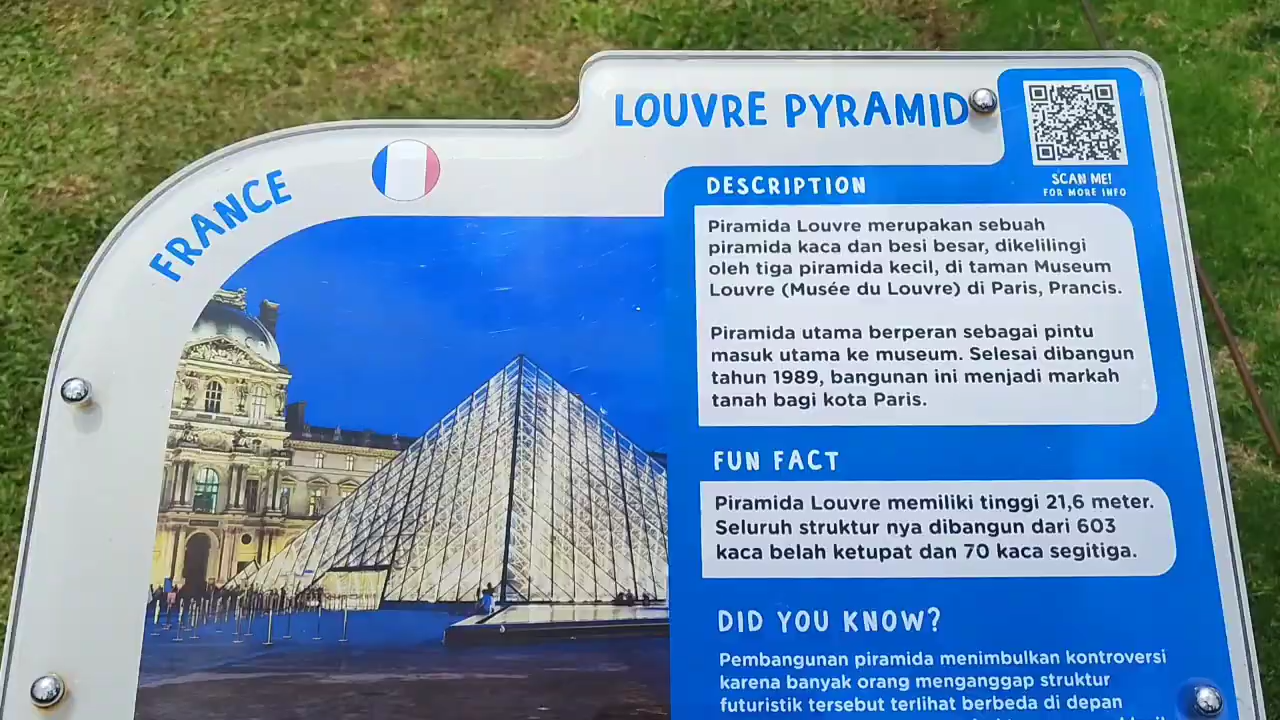 LOUVRE PYRAMID
FRANCE
SCAN ME!
FOR MORE INFO
DESCRIPTION
Piramida Louvre merupakan sebuah
piramida kaca dan besi besar, dikelilingi
oleh tiga piramida kecil, di taman Museum
Louvre (Musée du Louvre) di Paris, Prancis.
Piramida utama berperan sebagai pintu
masuk utama ke museum. Selesai dibangun
tahun 1989, bangunan ini menjadi markah
tanah bagi kota Paris.
FUN FACT
Piramida Louvre memiliki tinggi 21,6 meter.
Seluruh struktur nya dibangun dari 603
kaca belah ketupat dan 70 kaca segitiga.
DID YOU KNOW?
Pembangunan piramida menimbulkan kontroversi
karena banyak orang menganggap struktur
futuristik tersebut terlihat berbeda di depan